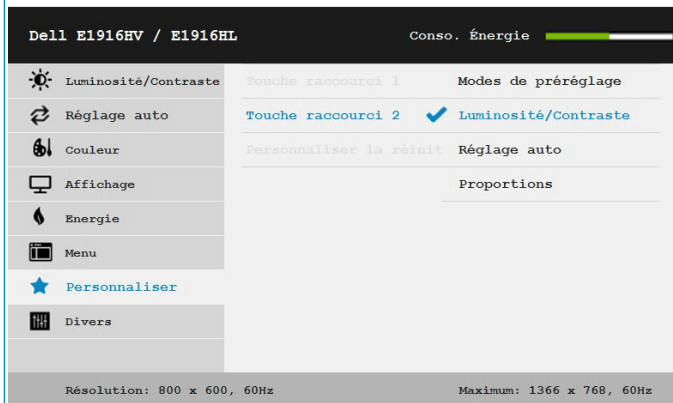 Dell E1916HV / E1916HL Conso. Énergie
Luminosité/Contraste Touche raccourci 1 Modes de préréglage
Réglage auto Touche raccourci 2 Luminosité/Contraste
Couleur Personnaliser la réinit Réglage auto
Affichage Proportions
Energie
Menu
Personnaliser
Divers
Résolution: 800 x 600, 60Hz Maximum: 1366 x 768, 60Hz